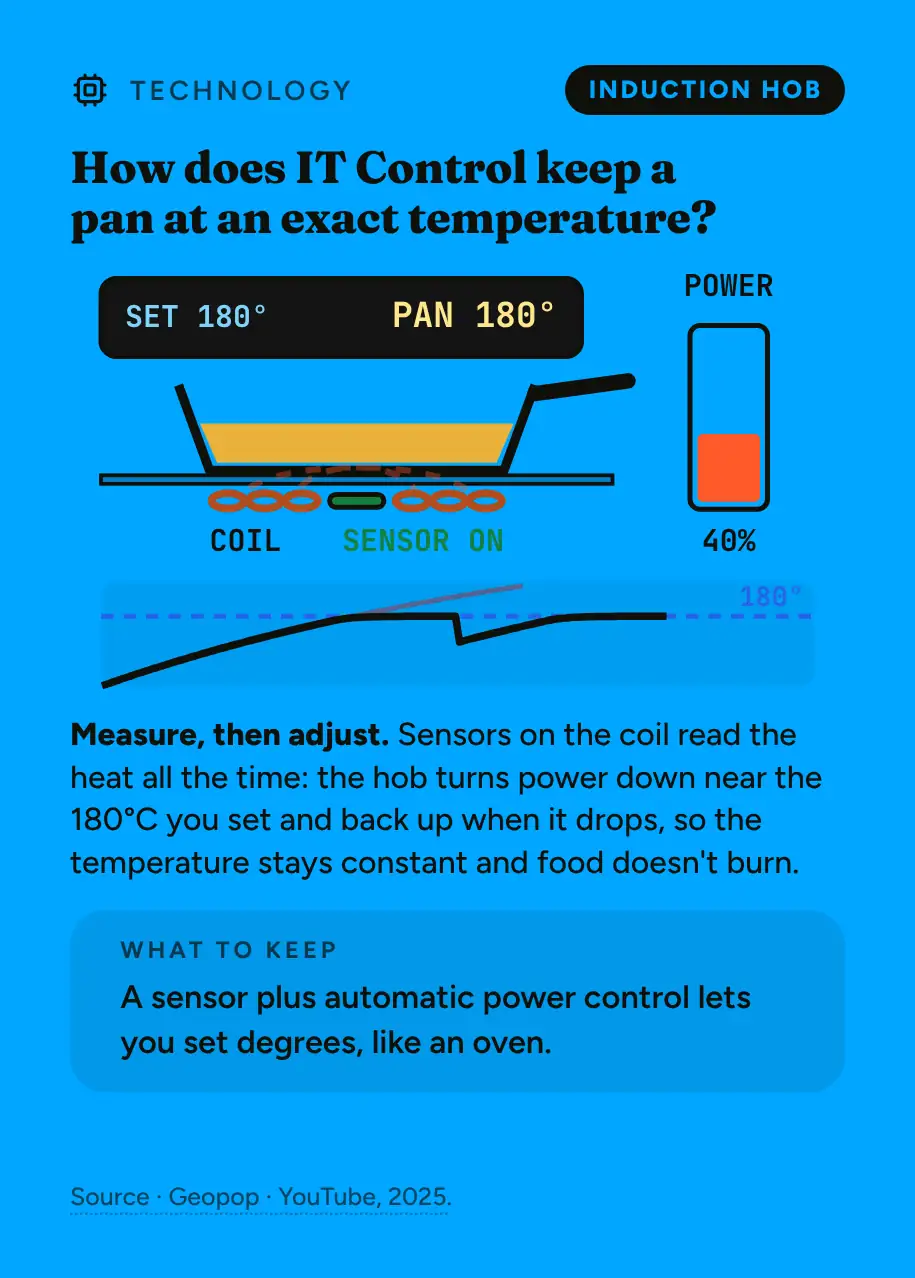 TECHNOLOGY
INDUCTION HOB
How does IT Control keep a
pan at an exact temperature?
SET 180°
PAN 180°
POWER
COIL
SENSOR ON
40%
180°
Measure, then adjust. Sensors on the coil read the
heat all the time: the hob turns power down near the
180°C you set and back up when it drops, so the
temperature stays constant and food doesn't burn.
WHAT TO KEEP
A sensor plus automatic power control lets
you set degrees, like an oven.
Source · Geopop · YouTube, 2025.